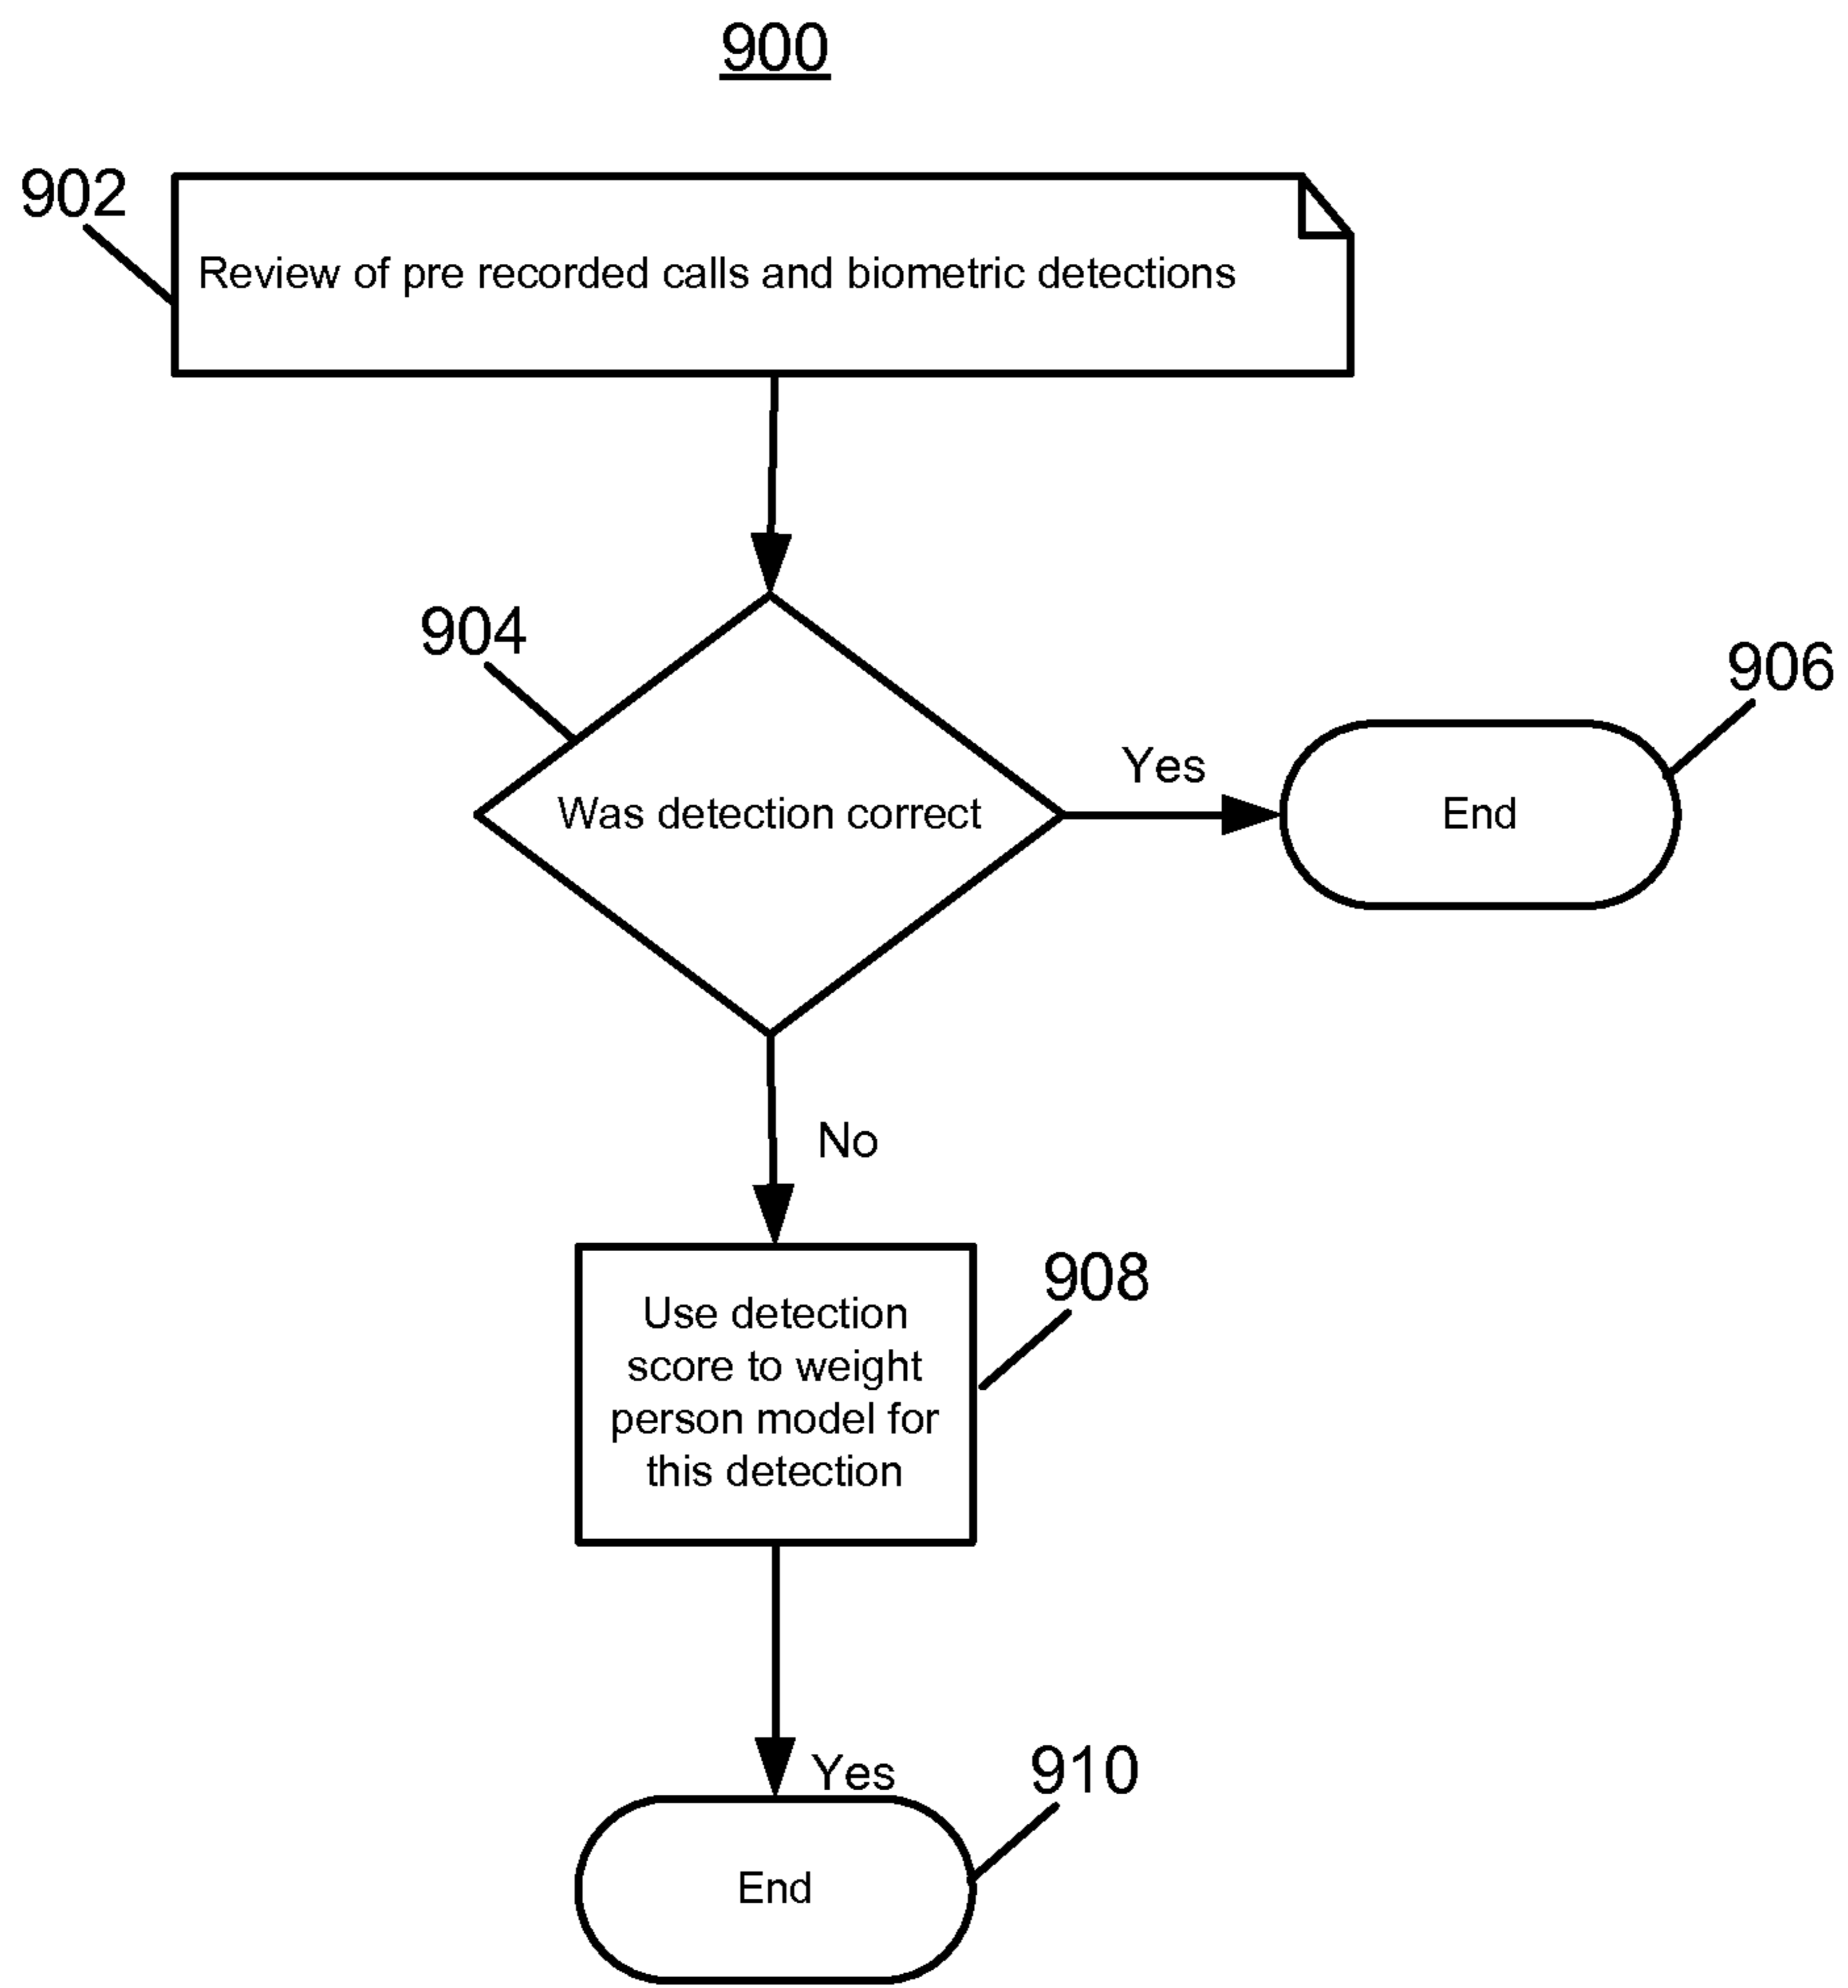 900
902
Review of pre recorded calls and biometric detections
904
Was detection correct
Yes
906
End
No
908
Use detection
score to weight
person model for
this detection
Yes
910
End